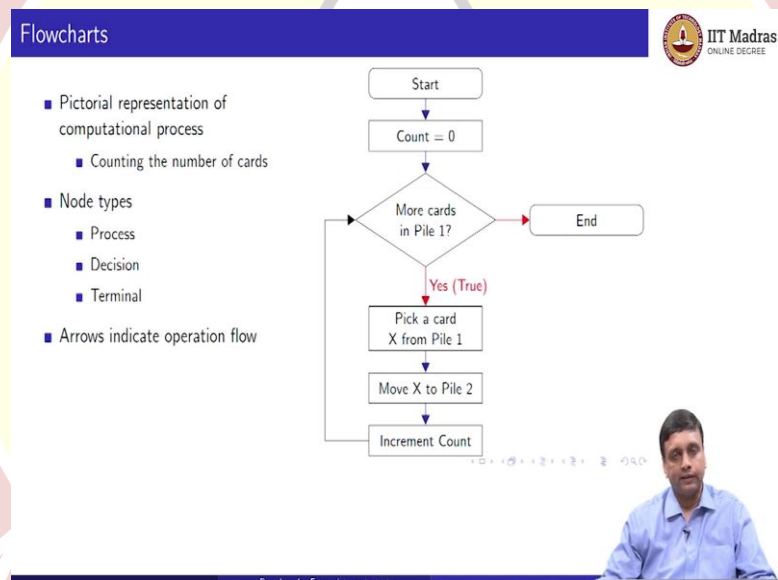 Flowcharts
IIT Madras
ONLINE DEGREE
Pictorial representation of
computational process
Counting the number of cards
Node types
Process
Decision
Terminal
Arrows indicate operation flow
Start
Count = 0
More cards
in Pile 1?
End
Yes (True)
Pick a card
X from Pile 1
Move X to Pile 2
Increment Count